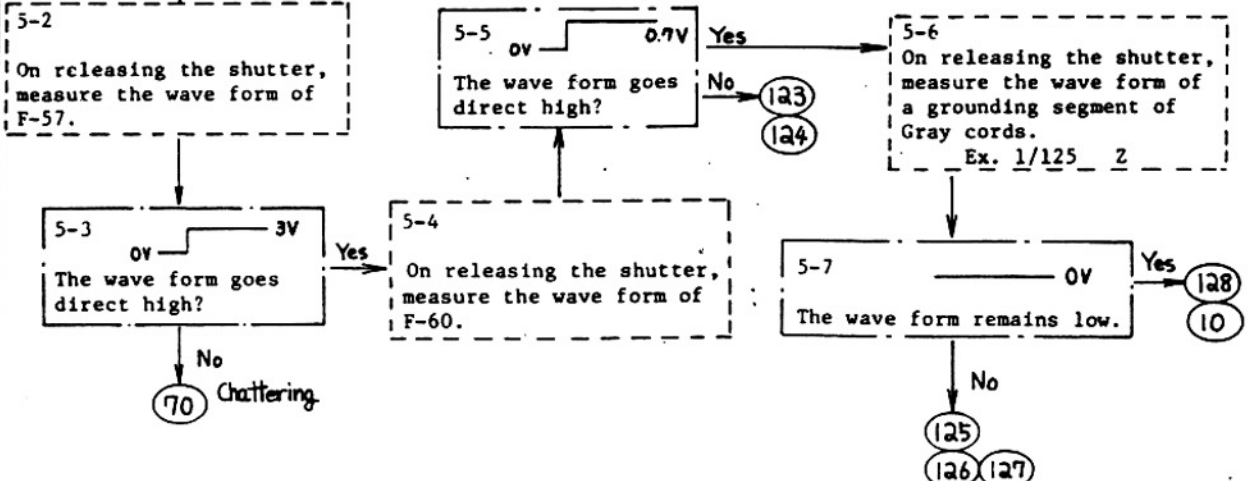 5-2
On rcleasing the shutter,
measure the wave form of
F-57.
5-3
0V
3V
The wave form goes
direct high?
Yes
No
70
Chattering
5-4
On releasing the shutter,
measure the wave form of
F-60.
5-5
0V
0.7V
The wave form goes
direct high?
Yes
No
123
124
5-6
On releasing the shutter,
measure the wave form of
a grounding segment of
Gray cords.
Ex. 1/125 2
5-7
0V
The wave form remains low.
Yes
128
10
No
125
126 127